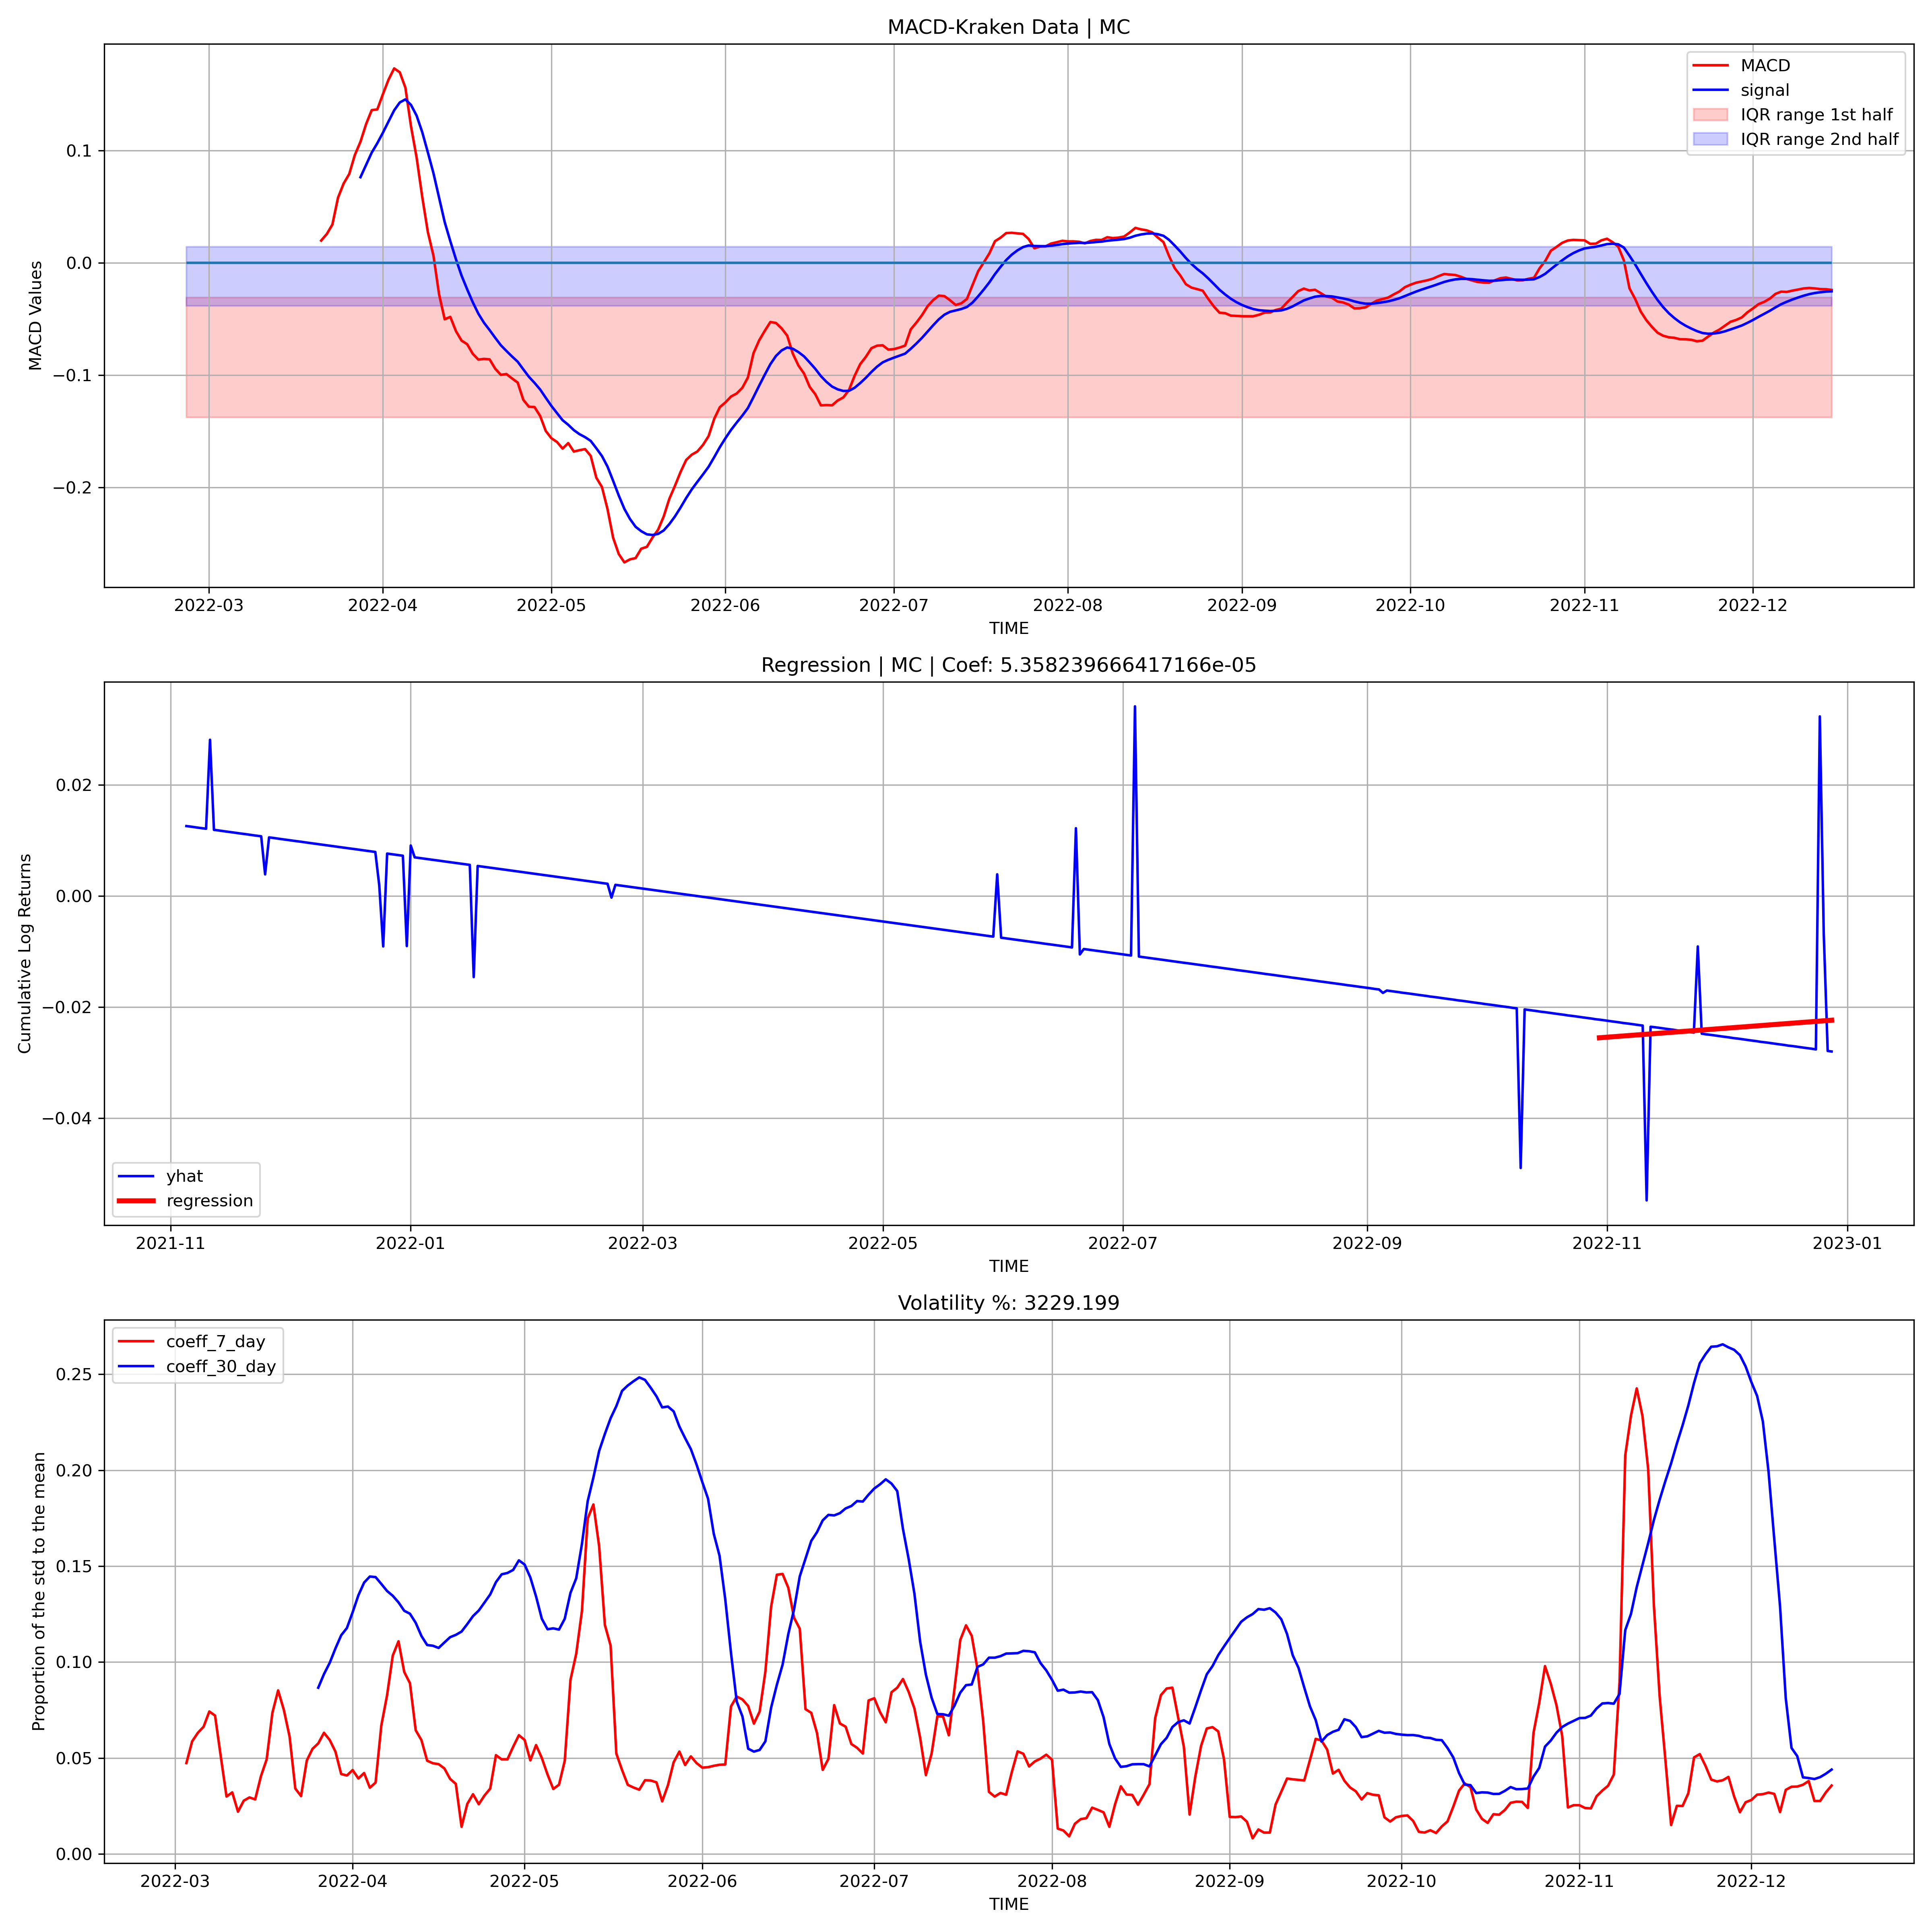 MACD-Kraken Data | MC
MACD
signal
IQR range 1st half
IQR range 2nd half
MACD Values
0.1
0.0
−0.1
−0.2
2022-03 2022-04 2022-05 2022-06 2022-07 2022-08 2022-09 2022-10 2022-11 2022-12
TIME
Regression | MC | Coef: 5.358239666417166e-05
Cumulative Log Returns
0.02
0.00
−0.02
−0.04
yhat
regression
2021-11 2022-01 2022-03 2022-05 2022-07 2022-09 2022-11 2023-01
TIME
Volatility %: 3229.199
coeff_7_day
coeff_30_day
Proportion of the std to the mean
0.25
0.20
0.15
0.10
0.05
0.00
2022-03 2022-04 2022-05 2022-06 2022-07 2022-08 2022-09 2022-10 2022-11 2022-12
TIME